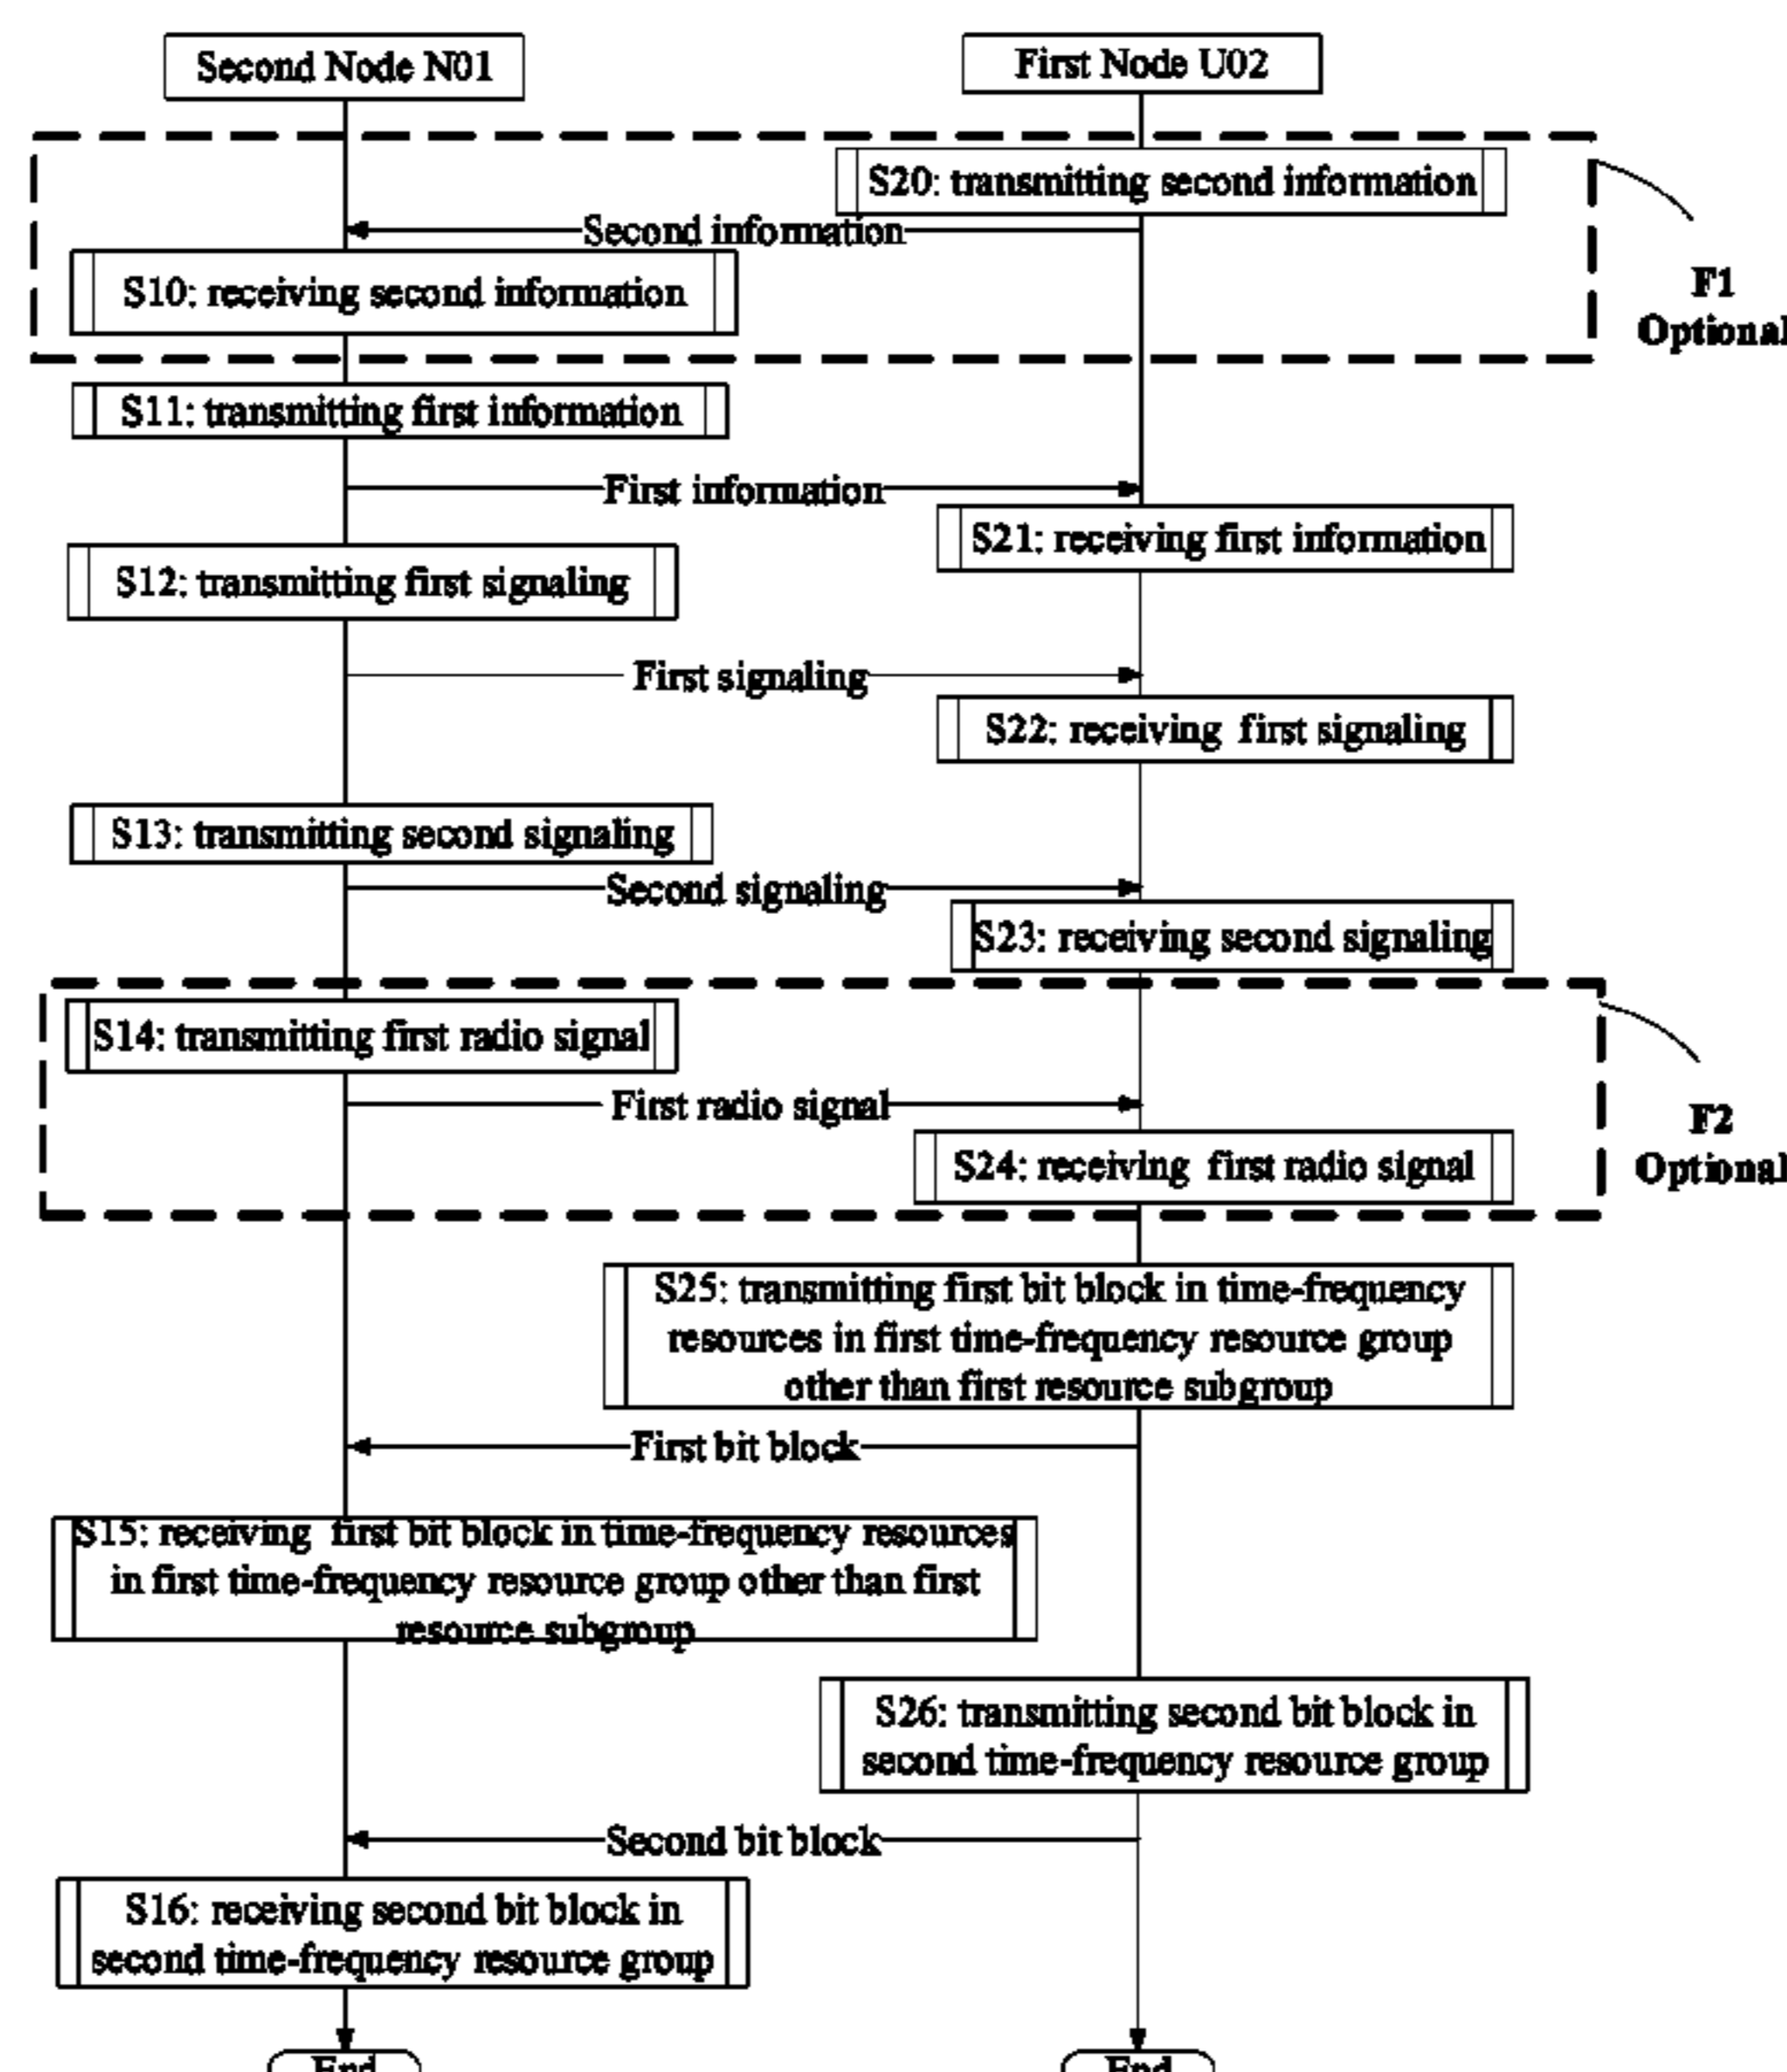 Second Node N01
First Node U02
S20: transmitting second information
Second information
S10: receiving second information
F1
Optional
S11: transmitting first information
First information
S21: receiving first information
S12: transmitting first signaling
First signaling
S22: receiving first signaling
S13: transmitting second signaling
Second signaling
S23: receiving second signaling
S14: transmitting first radio signal
First radio signal
F2
Optional
S24: receiving first radio signal
S25: transmitting first bit block in time-frequency
resources in first time-frequency resource group
other than first resource subgroup
First bit block
S15: receiving first bit block in time-frequency resources
in first time-frequency resource group other than first
resource subgroup
S26: transmitting second bit block in
second time-frequency resource group
Second bit block
S16: receiving second bit block in
second time-frequency resource group
End
End